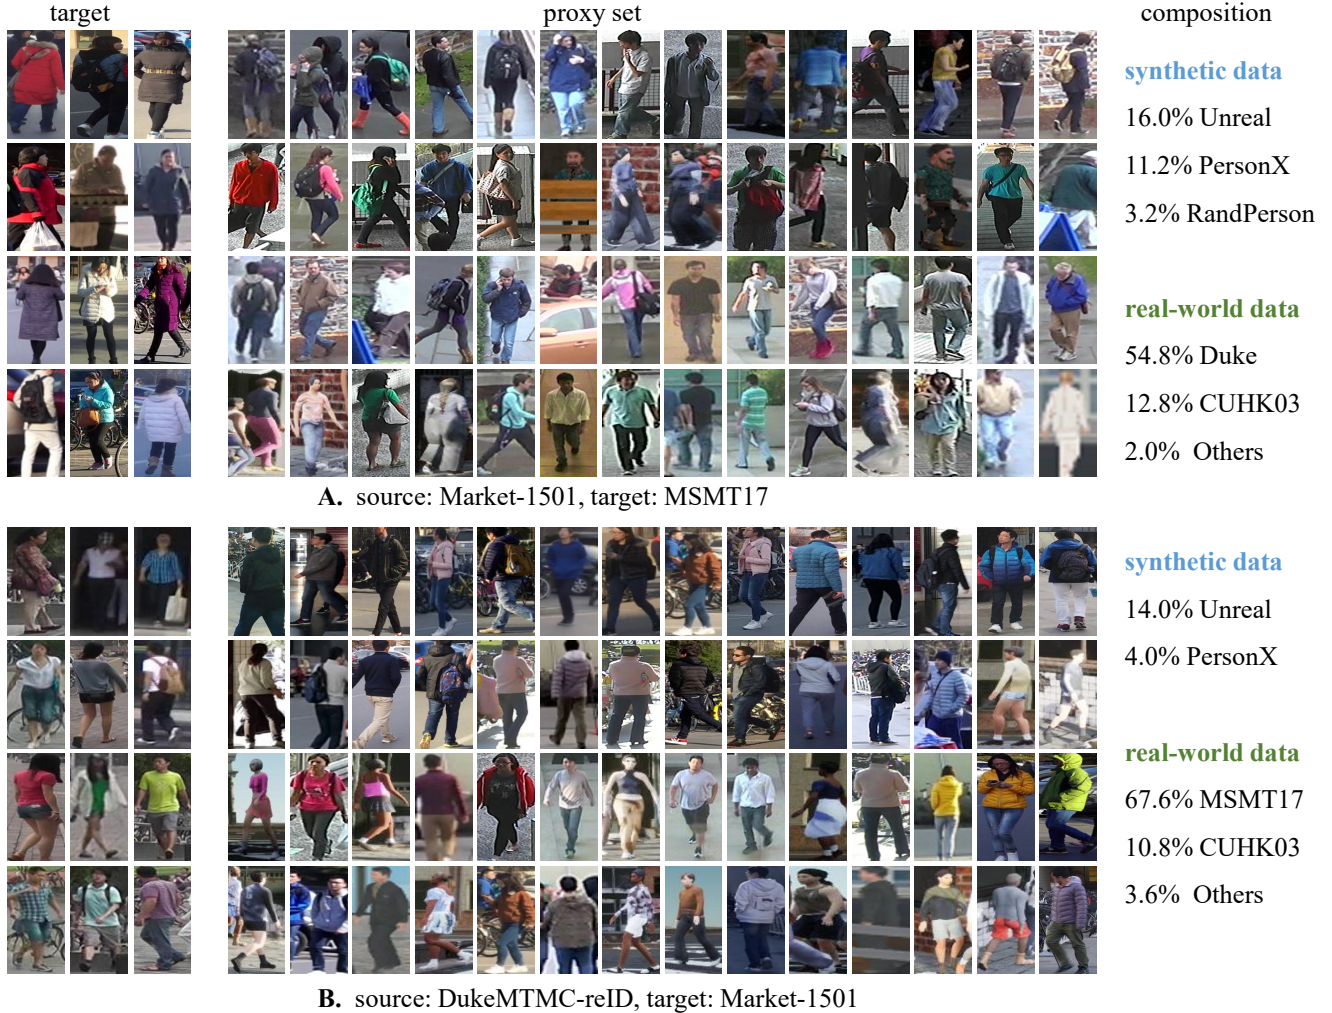 target proxy set composition
synthetic data
16.0% Unreal
11.2% PersonX
3.2% RandPerson
real-world data
54.8% Duke
12.8% CUHK03
2.0% Others
A. source: Market-1501, target: MSMT17
synthetic data
14.0% Unreal
4.0% PersonX
real-world data
67.6% MSMT17
10.8% CUHK03
3.6% Others
B. source: DukeMTMC-reID, target: Market-1501